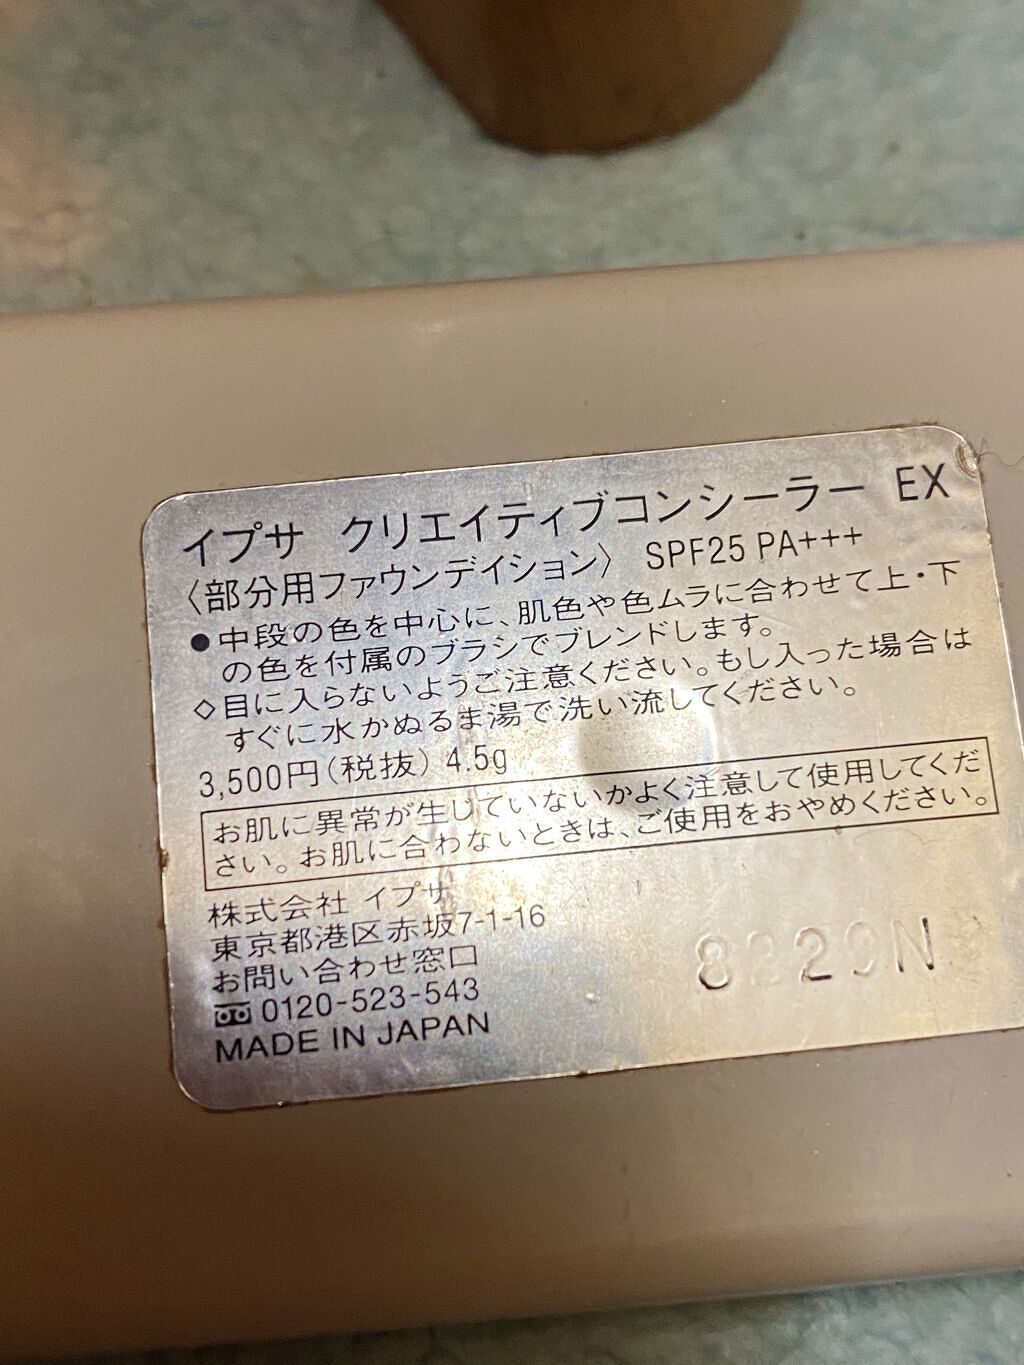 イプサ クリエイティブコンシーラー EX
〈部分用ファウンデイション〉 SPF25 PA+++
●中段の色を中心に、肌色や色ムラに合わせて上・下
の色を付属のブラシでブレンドします。
◇目に入らないようご注意ください。もし入った場合は
すぐに水かぬるま湯で洗い流してください。
3,500円(税抜) 4.5g
お肌に異常が生じていないかよく注意して使用してくだ
さい。お肌に合わないときは、ご使用をおやめください。
株式会社 イプサ
東京都港区赤坂7-1-16
お問い合わせ窓口
0120-523-543
MADE IN JAPAN